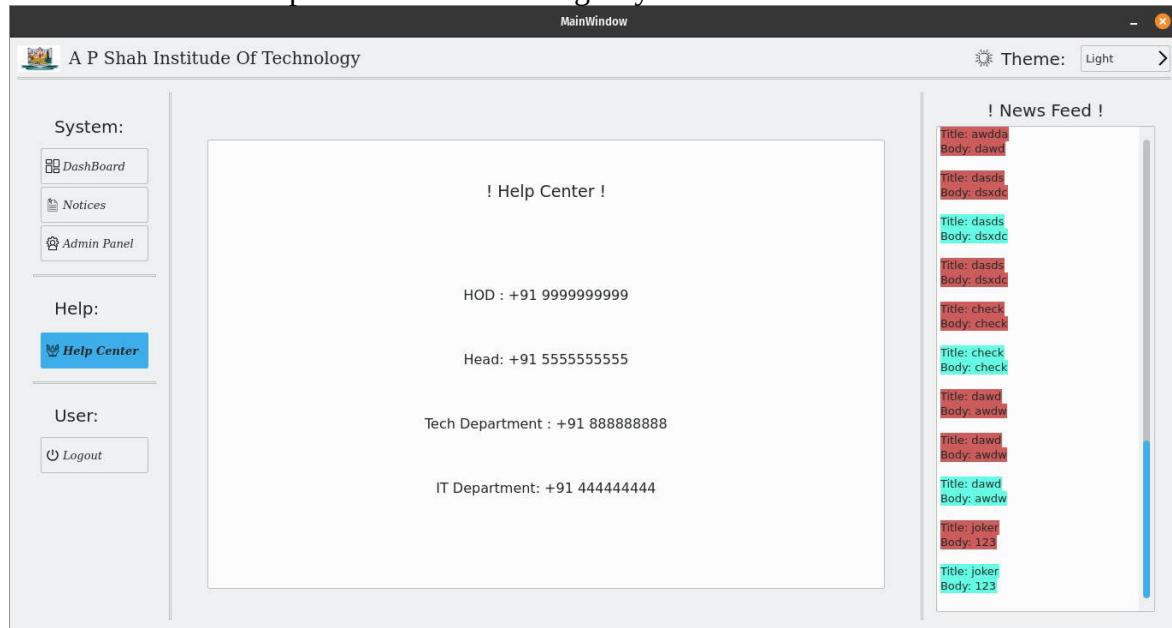 MainWindow
A P Shah Institude Of Technology
Theme: Light
System:
DashBoard
Notices
Admin Panel
Help:
Help Center
User:
Logout
! Help Center !
HOD : +91 9999999999
Head: +91 5555555555
Tech Department : +91 888888888
IT Department: +91 444444444
! News Feed !
Title: awdda
Body: dawd
Title: dasds
Body: dsxdc
Title: dasds
Body: dsxdc
Title: dasds
Body: dsxdc
Title: check
Body: check
Title: check
Body: check
Title: dawd
Body: awdw
Title: dawd
Body: awdw
Title: dawd
Body: awdw
Title: joker
Body: 123
Title: joker
Body: 123